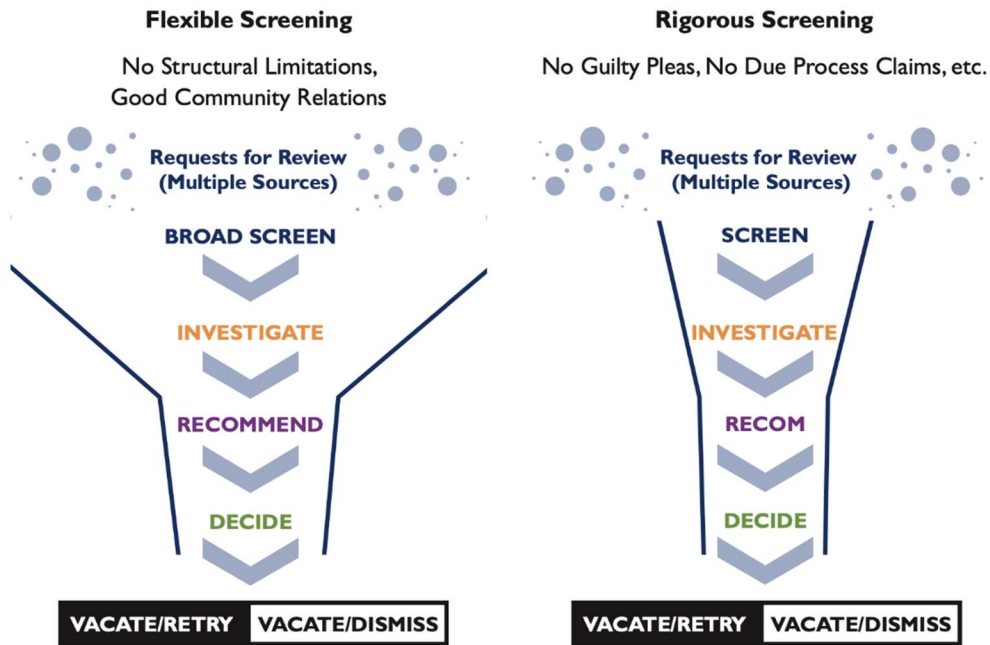 Flexible Screening
No Structural Limitations,
Good Community Relations
Requests for Review
(Multiple Sources)
BROAD SCREEN
INVESTIGATE
RECOMMEND
DECIDE
VACATE/RETRY VACATE/DISMISS
Rigorous Screening
No Guilty Pleas, No Due Process Claims, etc.
Requests for Review
(Multiple Sources)
SCREEN
INVESTIGATE
RECOM
DECIDE
VACATE/RETRY VACATE/DISMISS